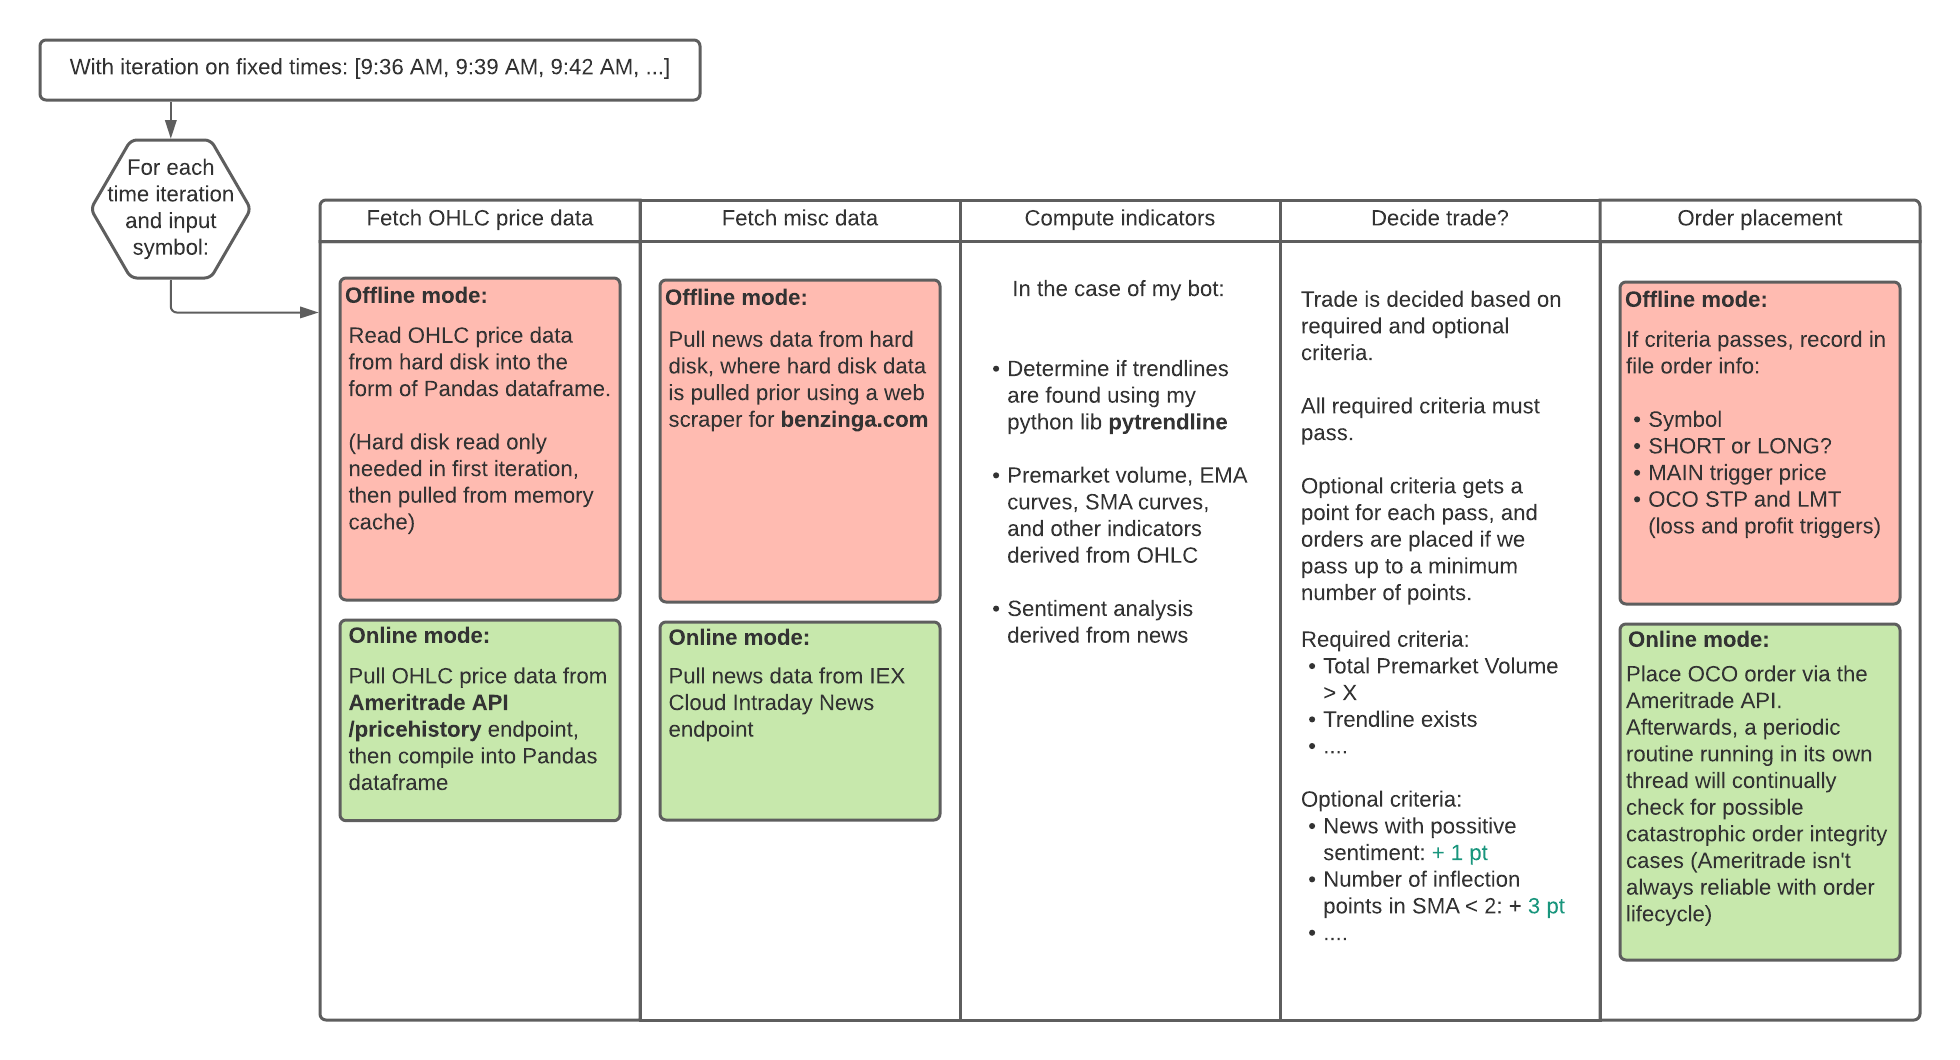 With iteration on fixed times: [9:36 AM, 9:39 AM, 9:42 AM, ...]
For each
time iteration
and input
symbol:
Fetch OHLC price data
Offline mode:
Read OHLC price data
from hard disk into the
form of Pandas dataframe.
(Hard disk read only
needed in first iteration,
then pulled from memory
cache)
Online mode:
Pull OHLC price data from
Ameritrade API
/pricehistory endpoint,
then compile into Pandas
dataframe
Fetch misc data
Offline mode:
Pull news data from hard
disk, where hard disk data
is pulled prior using a web
scraper for benzinga.com
Online mode:
Pull news data from IEX
Cloud Intraday News
endpoint
Compute indicators
In the case of my bot:
• Determine if trendlines
are found using my
python lib pytrendline
• Premarket volume, EMA
curves, SMA curves,
and other indicators
derived from OHLC
• Sentiment analysis
derived from news
Decide trade?
Trade is decided based on
required and optional
criteria.
All required criteria must
pass.
Optional criteria gets a
point for each pass, and
orders are placed if we
pass up to a minimum
number of points.
Required criteria:
• Total Premarket Volume
> X
• Trendline exists
• ....
Optional criteria:
• News with possitive
sentiment: + 1 pt
• Number of inflection
points in SMA < 2: + 3 pt
• ....
Order placement
Offline mode:
If criteria passes, record in
file order info:
• Symbol
• SHORT or LONG?
• MAIN trigger price
• OCO STP and LMT
(loss and profit triggers)
Online mode:
Place OCO order via the
Ameritrade API.
Afterwards, a periodic
routine running in its own
thread will continually
check for possible
catastrophic order integrity
cases (Ameritrade isn't
always reliable with order
lifecycle)